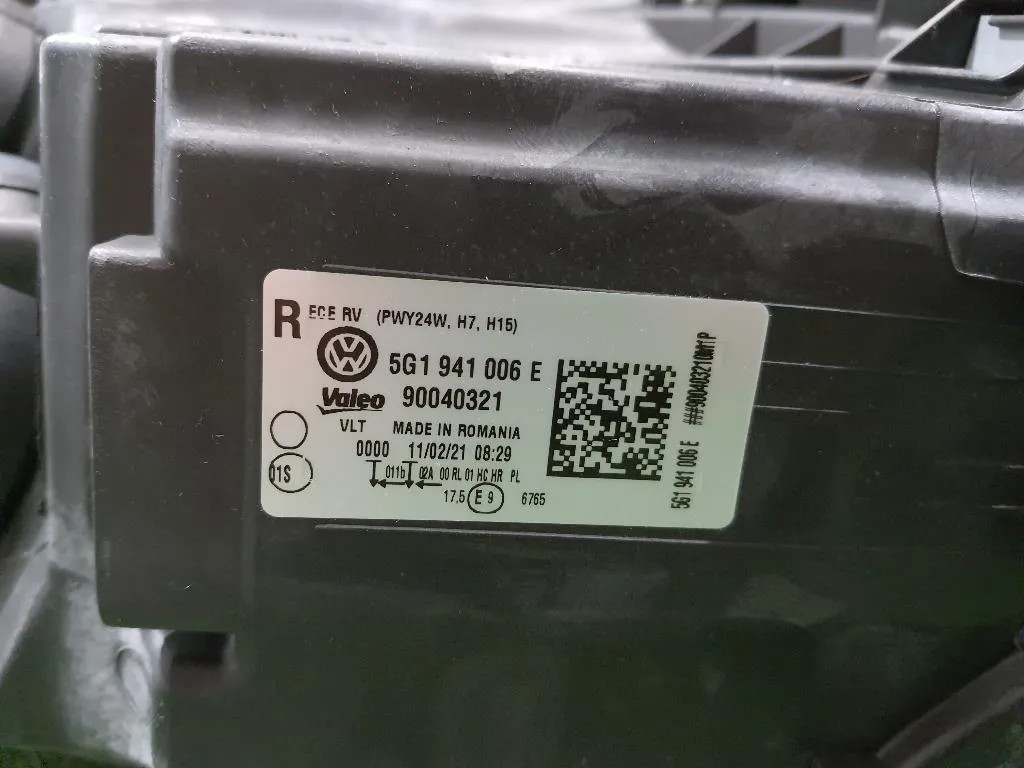 R ECE RV (PWY24W, H7, H15)
5G1 941 006 E
Valeo 90040321
VLT MADE IN ROMANIA
0000 11/02/21 08:29
01S
011b 02A 00 RL 01 HC HR PL
17.5 E 9 6765
5G1 941 006 E ###900403210W1P